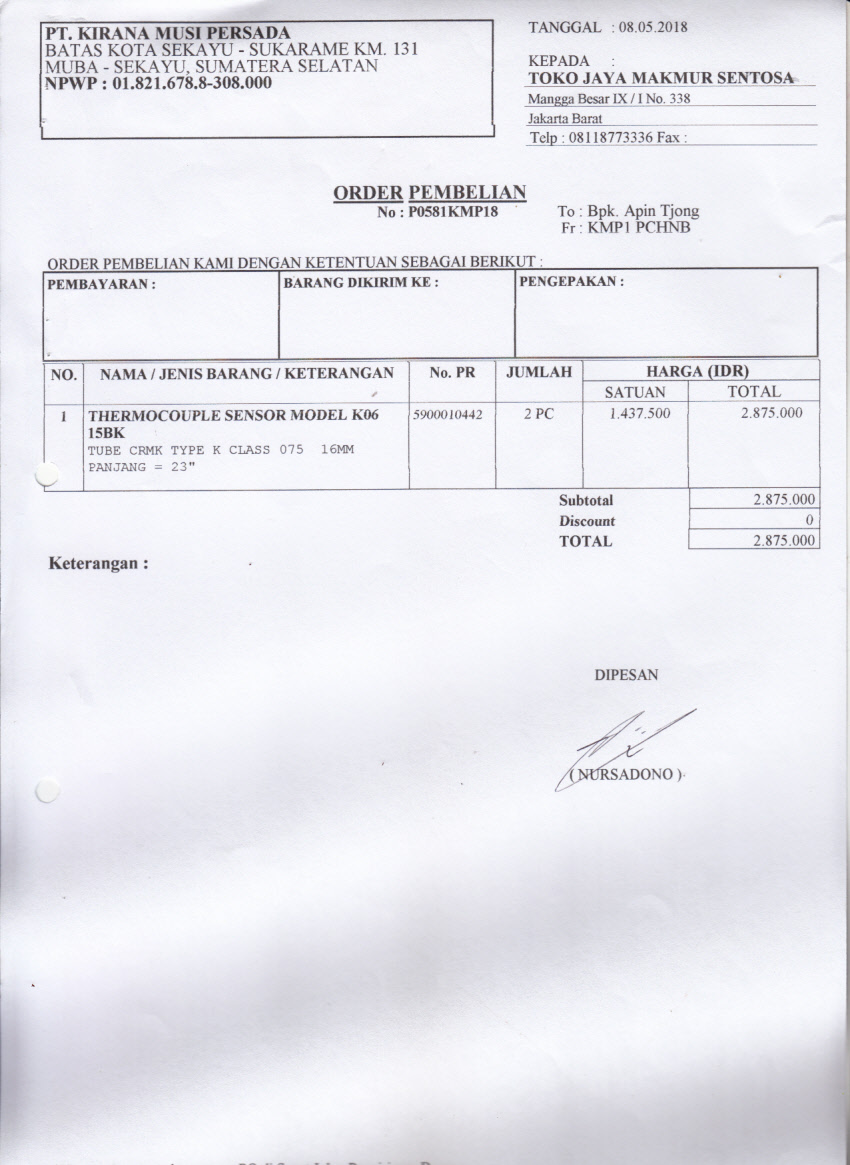 PT. KIRANA MUSI PERSADA
BATAS KOTA SEKAYU - SUKARAME KM. 131
MUBA - SEKAYU, SUMATERA SELATAN
NPWP : 01.821.678.8-308.000
TANGGAL : 08.05.2018
KEPADA :
TOKO JAYA MAKMUR SENTOSA
Mangga Besar IX / I No. 338
Jakarta Barat
Telp : 08118773336 Fax :
ORDER PEMBELIAN
No : P0581KMP18
To : Bpk. Apin Tjong
Fr : KMP1 PCHNB
ORDER PEMBELIAN KAMI DENGAN KETENTUAN SEBAGAI BERIKUT :
PEMBAYARAN : BARANG DIKIRIM KE : PENGEPAKAN :
NO. NAMA / JENIS BARANG / KETERANGAN No. PR JUMLAH HARGA (IDR)
SATUAN TOTAL
1 THERMOCOUPLE SENSOR MODEL K06 5900010442 2 PC 1.437.500 2.875.000
15BK
TUBE CRMK TYPE K CLASS 075 16MM
PANJANG = 23"
Subtotal 2.875.000
Discount 0
TOTAL 2.875.000
Keterangan :
DIPESAN
( NURSADONO )